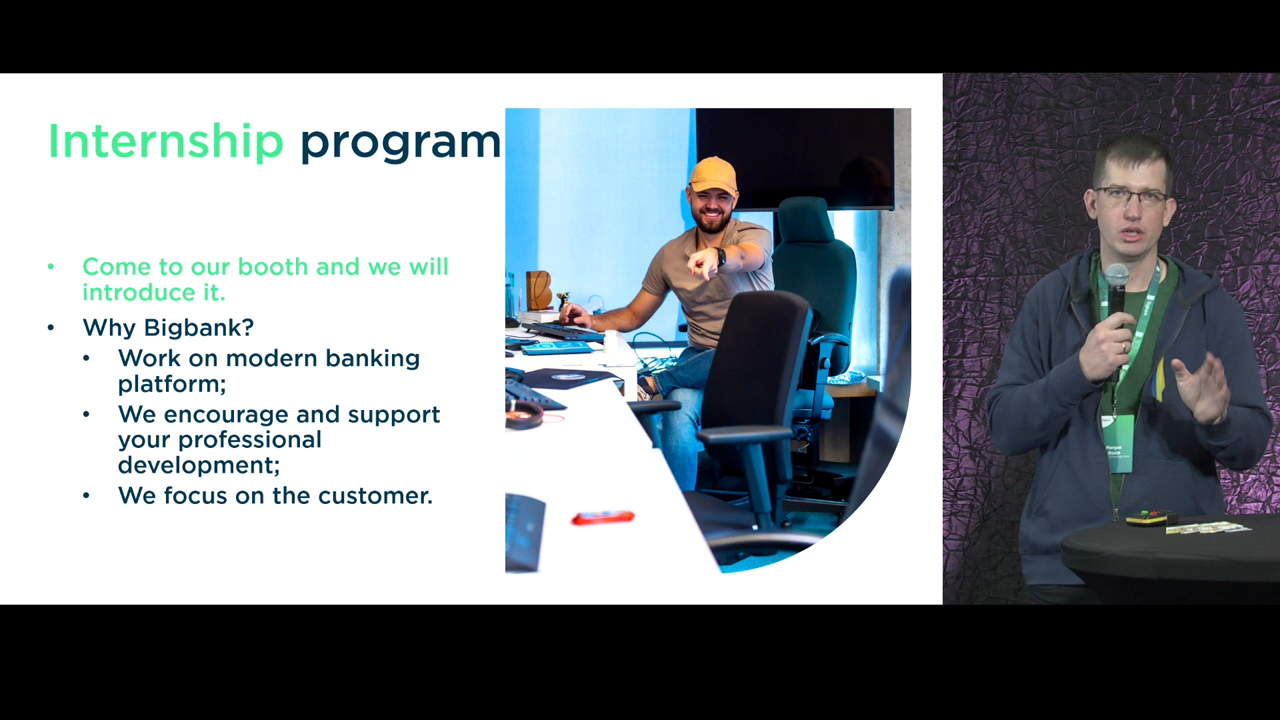 Internship program
• Come to our booth and we will
introduce it.
• Why Bigbank?
• Work on modern banking
platform;
• We encourage and support
your professional
development;
• We focus on the customer.